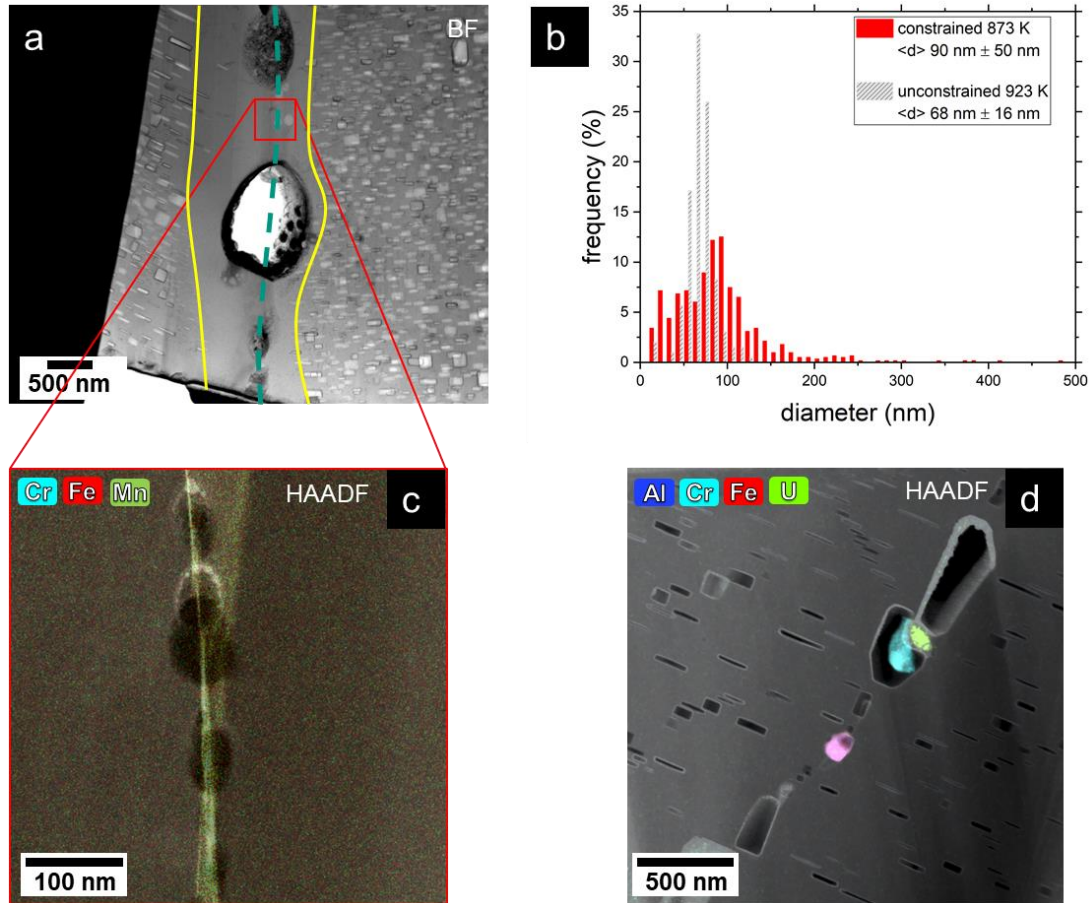 a
BF
500 nm
b
constrained 873 K
<d> 90 nm ± 50 nm
unconstrained 923 K
<d> 68 nm ± 16 nm
35
30
25
20
15
10
5
0
frequency (%)
0
100
200
300
400
500
diameter (nm)
Cr Fe Mn
HAADF
c
100 nm
Al Cr Fe U
HAADF
d
500 nm